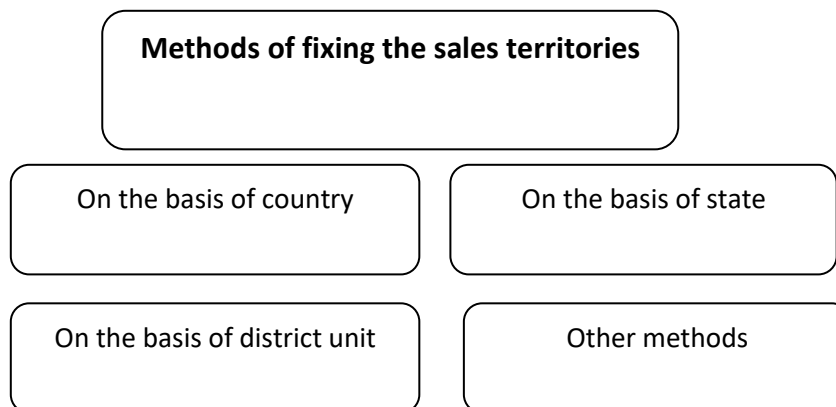 Methods of fixing the sales territories
On the basis of country
On the basis of state
On the basis of district unit
Other methods